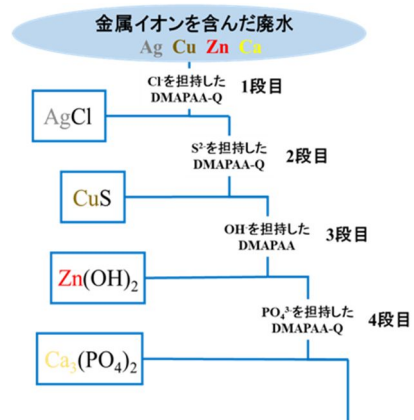 金属イオンを含んだ廃水
Ag Cu Zn Ca
Cl⁻を担持した
DMAPAA-Q
1段目
AgCl
S²⁻を担持した
DMAPAA-Q
2段目
CuS
OH⁻を担持した
DMAPAA
3段目
Zn(OH)₂
PO₄³⁻を担持した
DMAPAA-Q
4段目
Ca₃(PO₄)₂